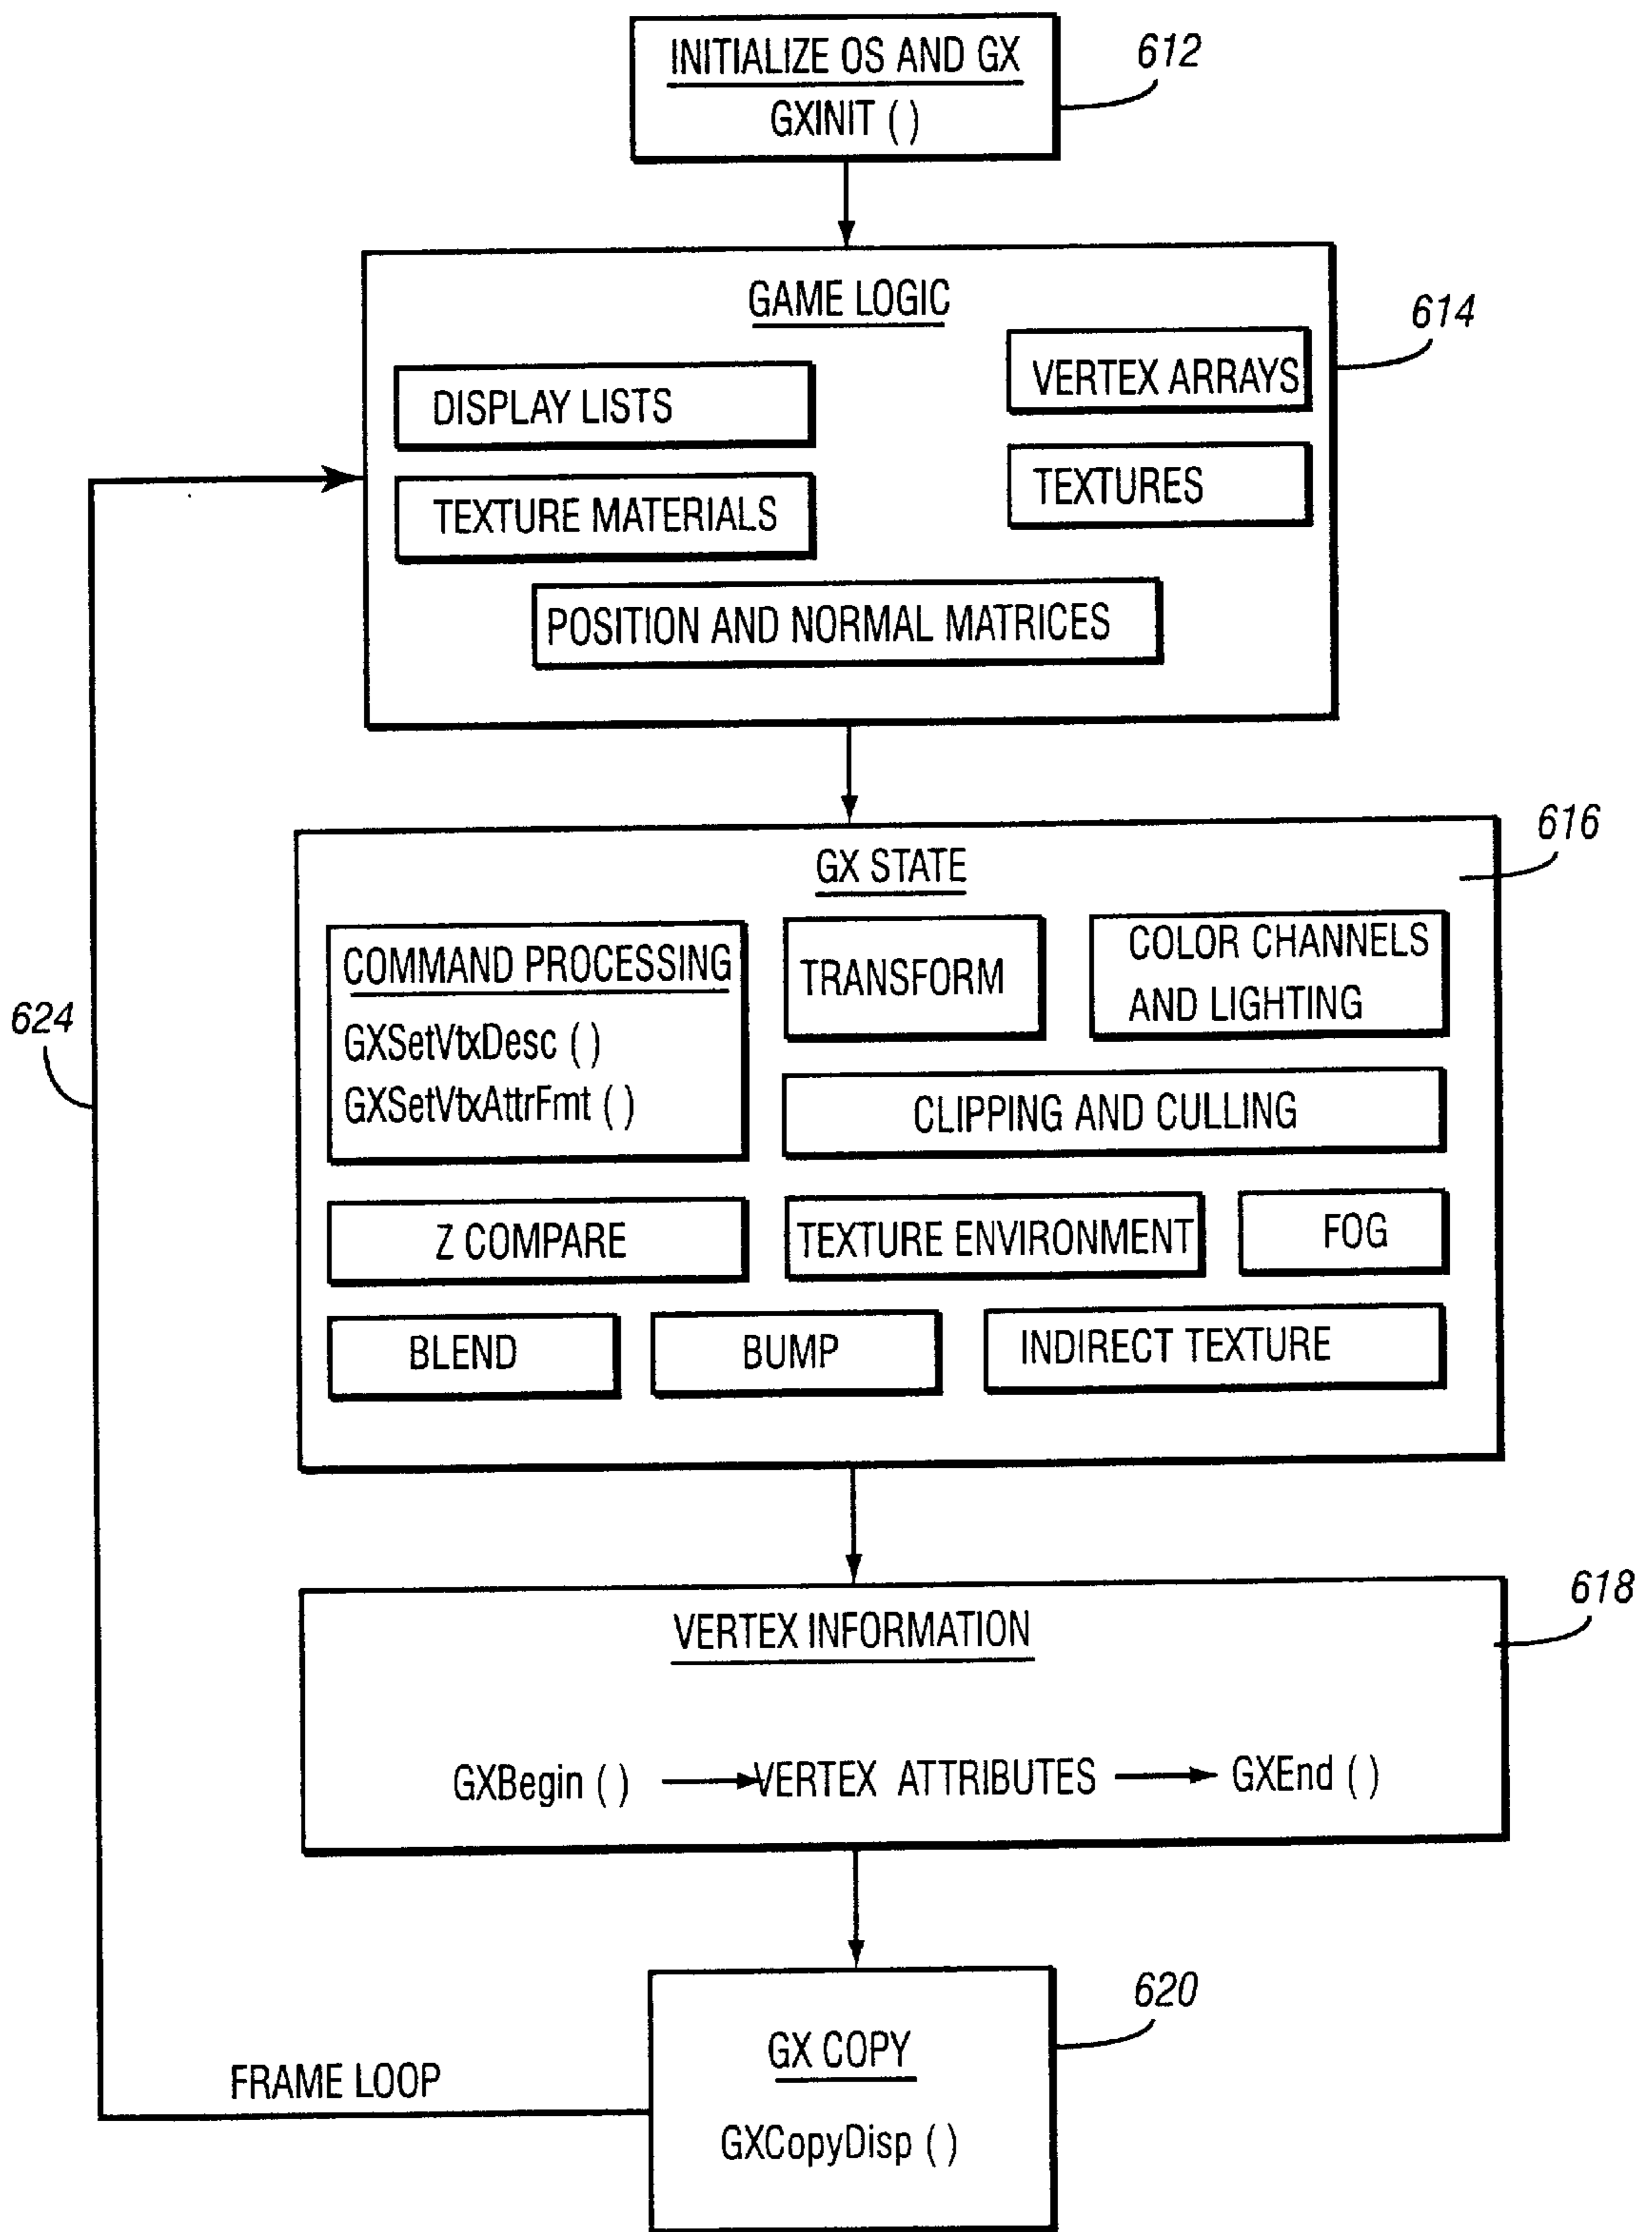 INITIALIZE OS AND GX
GXINIT ( )
612
GAME LOGIC
614
DISPLAY LISTS
VERTEX ARRAYS
TEXTURE MATERIALS
TEXTURES
POSITION AND NORMAL MATRICES
GX STATE
616
COMMAND PROCESSING
GXSetVtxDesc ( )
GXSetVtxAttrFmt ( )
TRANSFORM
COLOR CHANNELS
AND LIGHTING
CLIPPING AND CULLING
Z COMPARE
TEXTURE ENVIRONMENT
FOG
BLEND
BUMP
INDIRECT TEXTURE
624
VERTEX INFORMATION
618
GXBegin ( )
VERTEX ATTRIBUTES
GXEnd ( )
GX COPY
GXCopyDisp ( )
620
FRAME LOOP